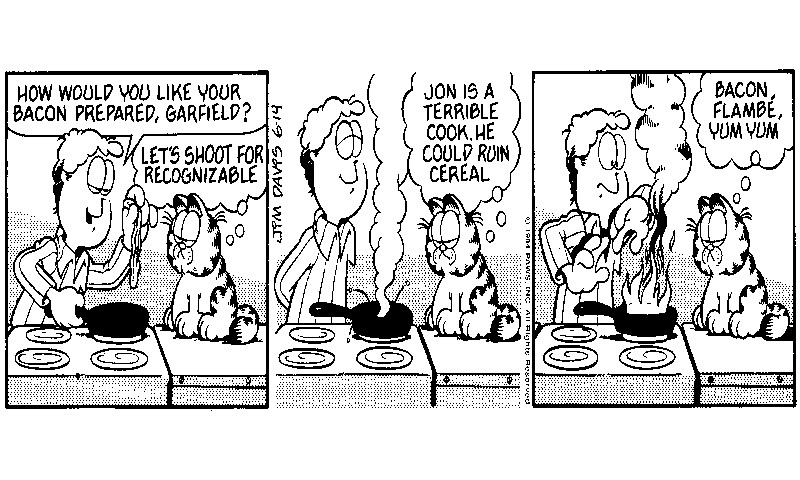 HOW WOULD YOU LIKE YOUR
BACON PREPARED, GARFIELD?
LET'S SHOOT FOR
RECOGNIZABLE
JIM DAVIS 6-14
JON IS A
TERRIBLE
COOK. HE
COULD RUIN
CEREAL
BACON,
FLAMBÉ,
YUM YUM
PAWS, INC. All Rights Reserved